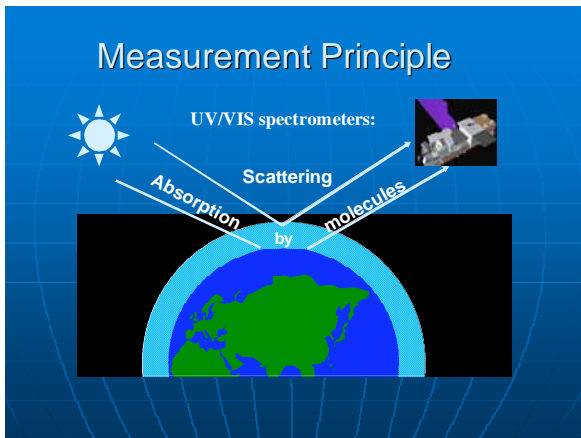 Measurement Principle
UV/VIS spectrometers:
Scattering
Absorption
by
molecules